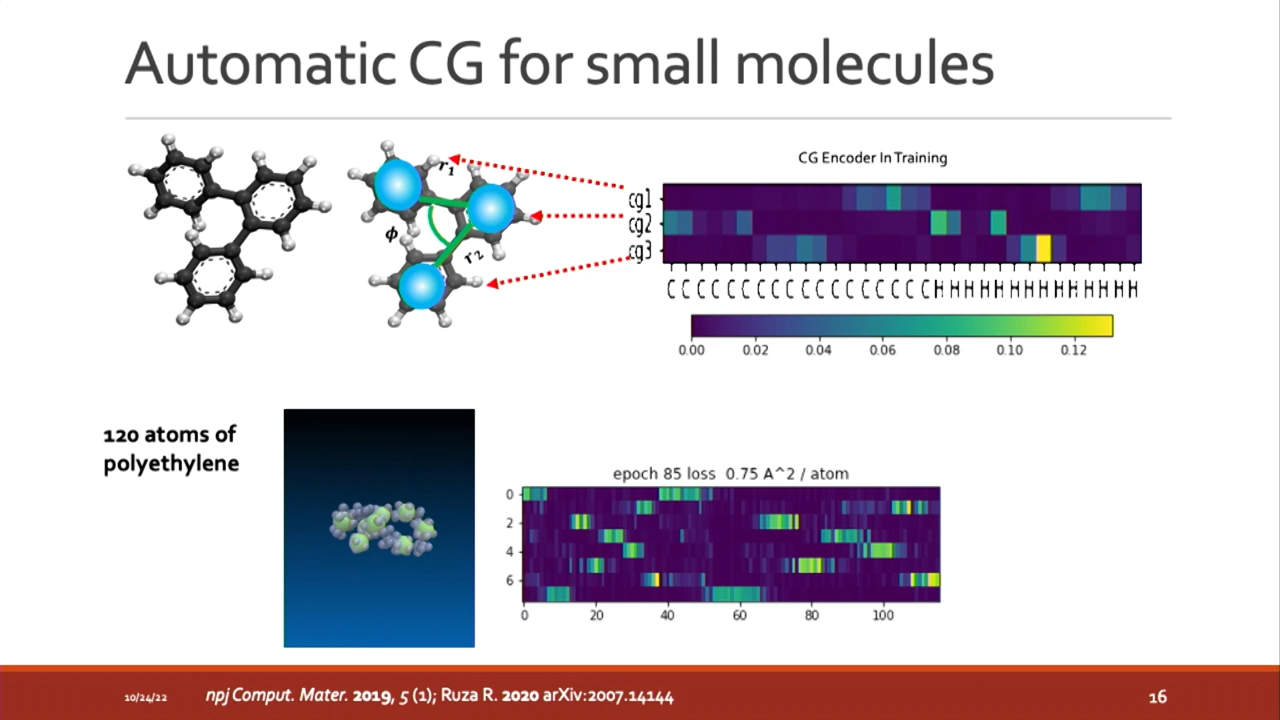 Automatic CG for small molecules
r₁
ϕ
r₂
CG Encoder In Training
cg1
cg2
cg3
C C C C C C C C C C C C C C C C C C H H H H H H H H H H H H H H
0.00 0.02 0.04 0.06 0.08 0.10 0.12
120 atoms of
polyethylene
epoch 85 loss 0.75 A^2 / atom
0
2
4
6
0 20 40 60 80 100
10/24/22 npj Comput. Mater. 2019, 5 (1); Ruza R. 2020 arXiv:2007.14144 16